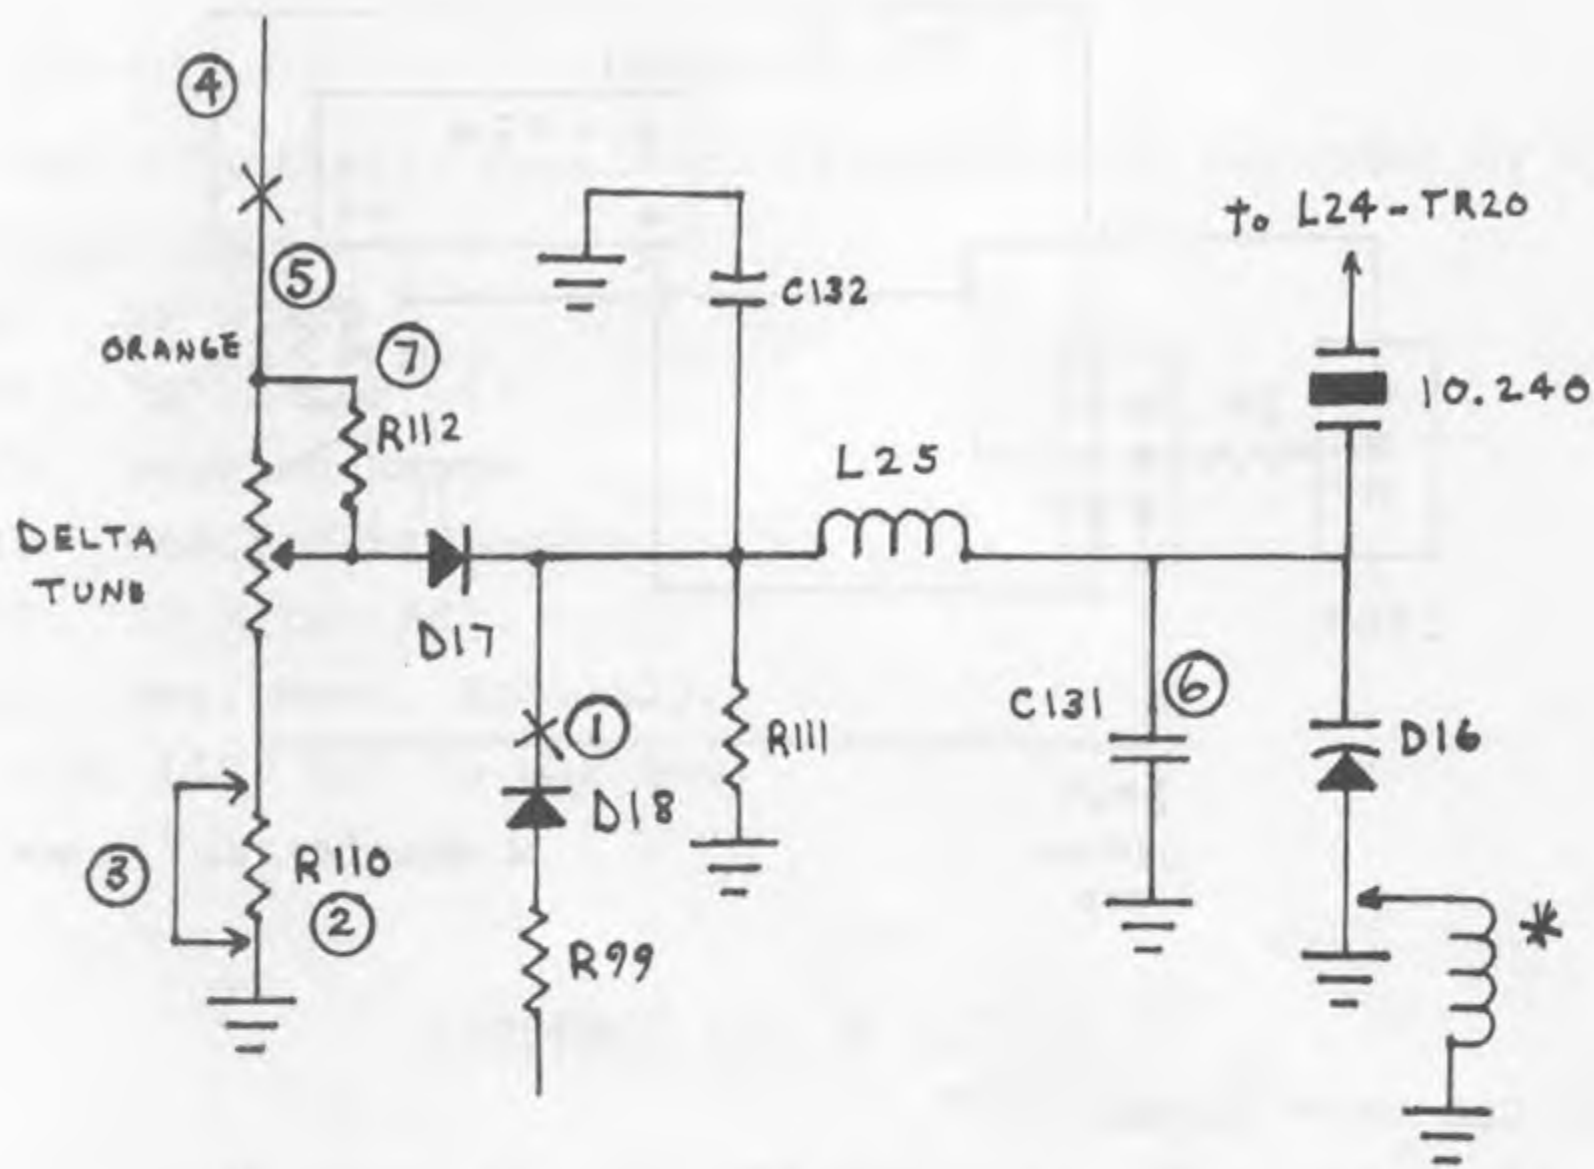 ④
to L24-TR20
⑤
C132
ORANGE
⑦
10.240
R112
L25
DELTA
TUNE
D17
①
C131
⑥
R111
D16
D18
③
R110
②
*
R99